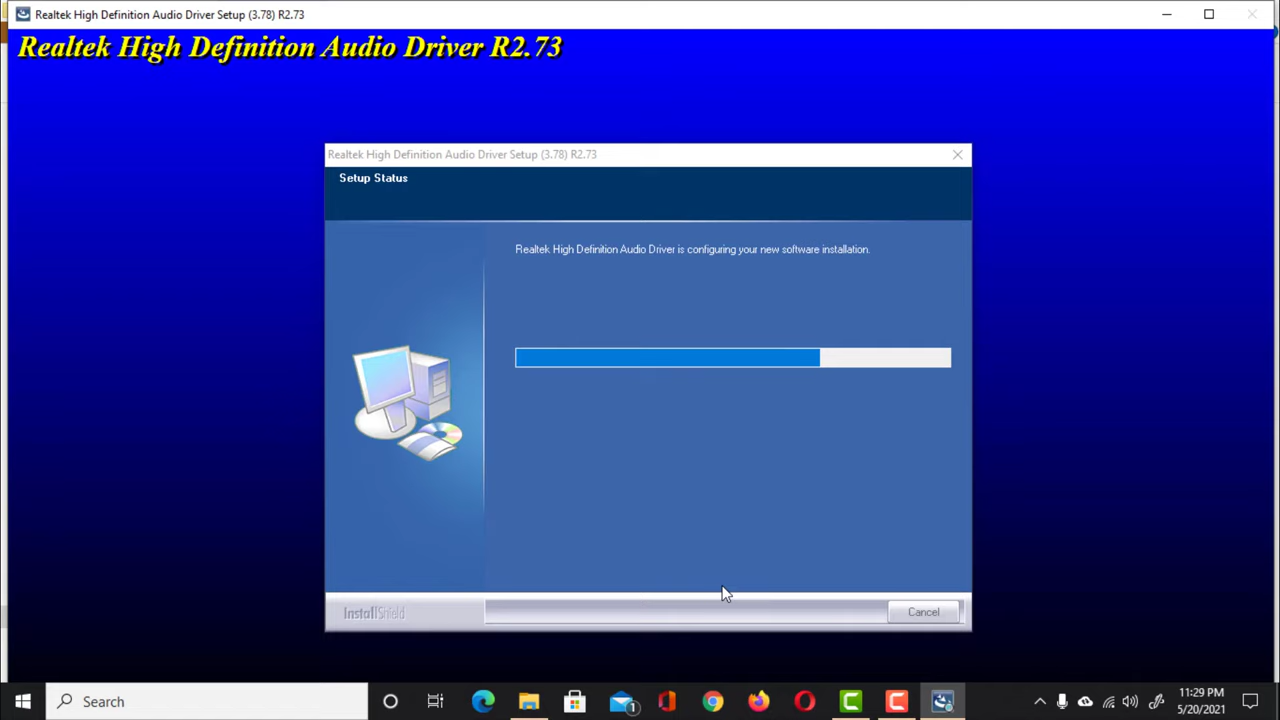 Realtek High Definition Audio Driver Setup (3.78) R2.73
Realtek High Definition Audio Driver R2.73
Realtek High Definition Audio Driver Setup (3.78) R2.73
Setup Status
Realtek High Definition Audio Driver is configuring your new software installation.
InstallShield
Cancel
Search
1
11:29 PM
5/20/2021